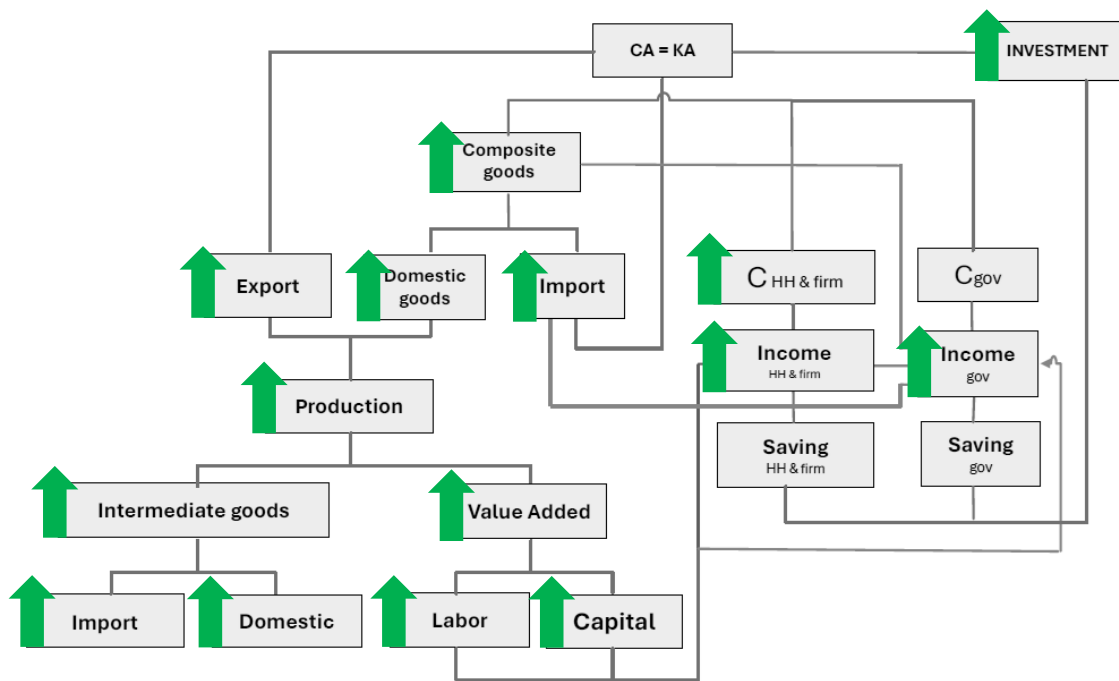 CA = KA
INVESTMENT
Composite
goods
Export
Domestic
goods
Import
C HH & firm
Cgov
Income
HH & firm
Income
gov
Production
Saving
HH & firm
Saving
gov
Intermediate goods
Value Added
Import
Domestic
Labor
Capital